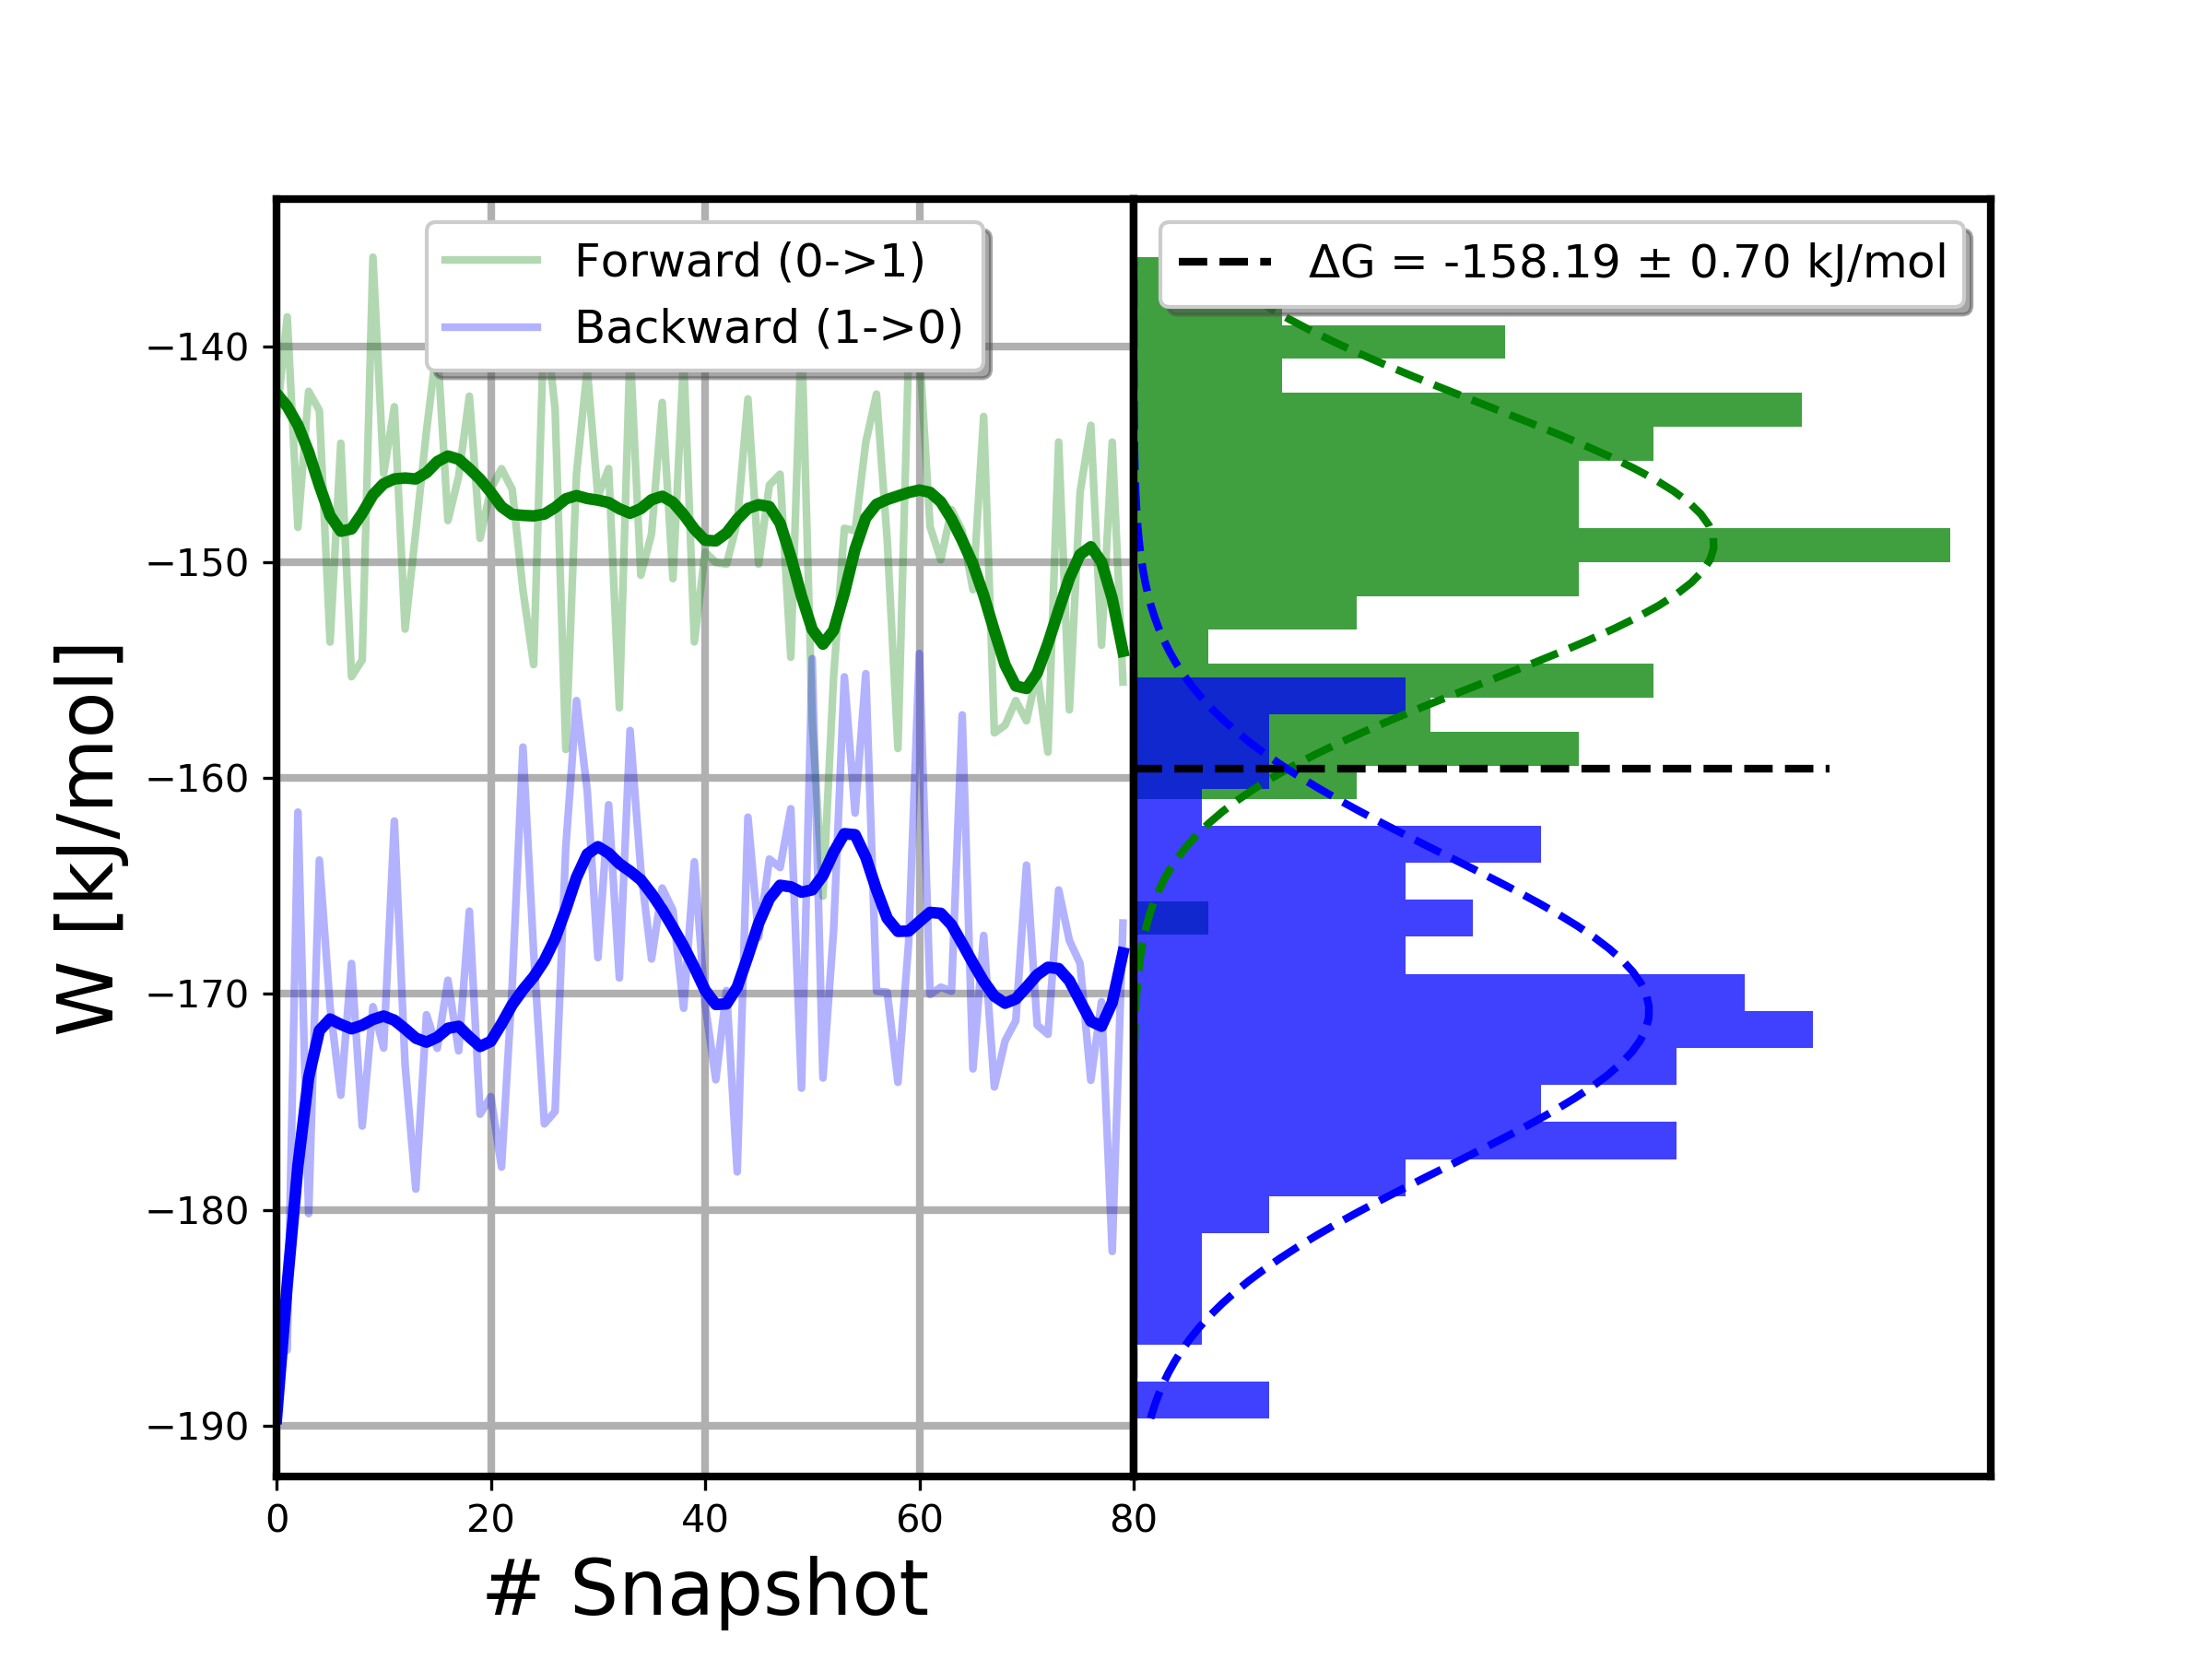 Forward (0->1)
Backward (1->0)
ΔG = -158.19 ± 0.70 kJ/mol
W [kJ/mol]
−140
−150
−160
−170
−180
−190
0 20 40 60 80
# Snapshot